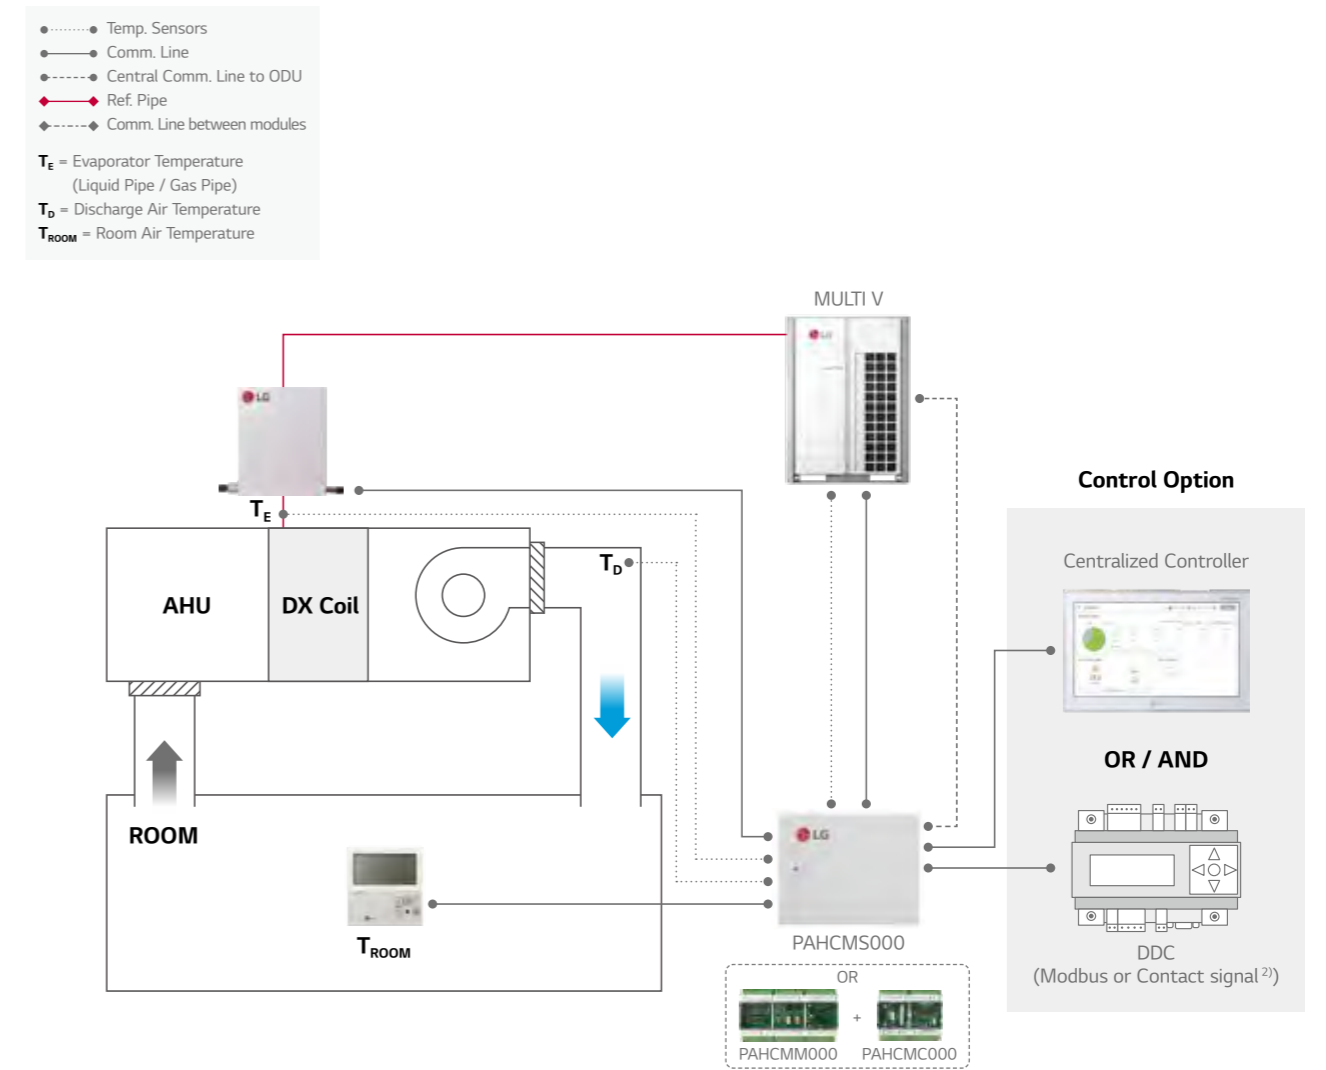 Temp. Sensors
Comm. Line
Central Comm. Line to ODU
Ref. Pipe
Comm. Line between modules
TE = Evaporator Temperature
(Liquid Pipe / Gas Pipe)
TD = Discharge Air Temperature
TROOM = Room Air Temperature
MULTI V
LG
LG
TE
Control Option
TD
Centralized Controller
AHU
DX Coil
OR / AND
ROOM
LG
TROOM
PAHCMS000
DDC
(Modbus or Contact signal 2))
OR
+
PAHCMM000
PAHCMC000